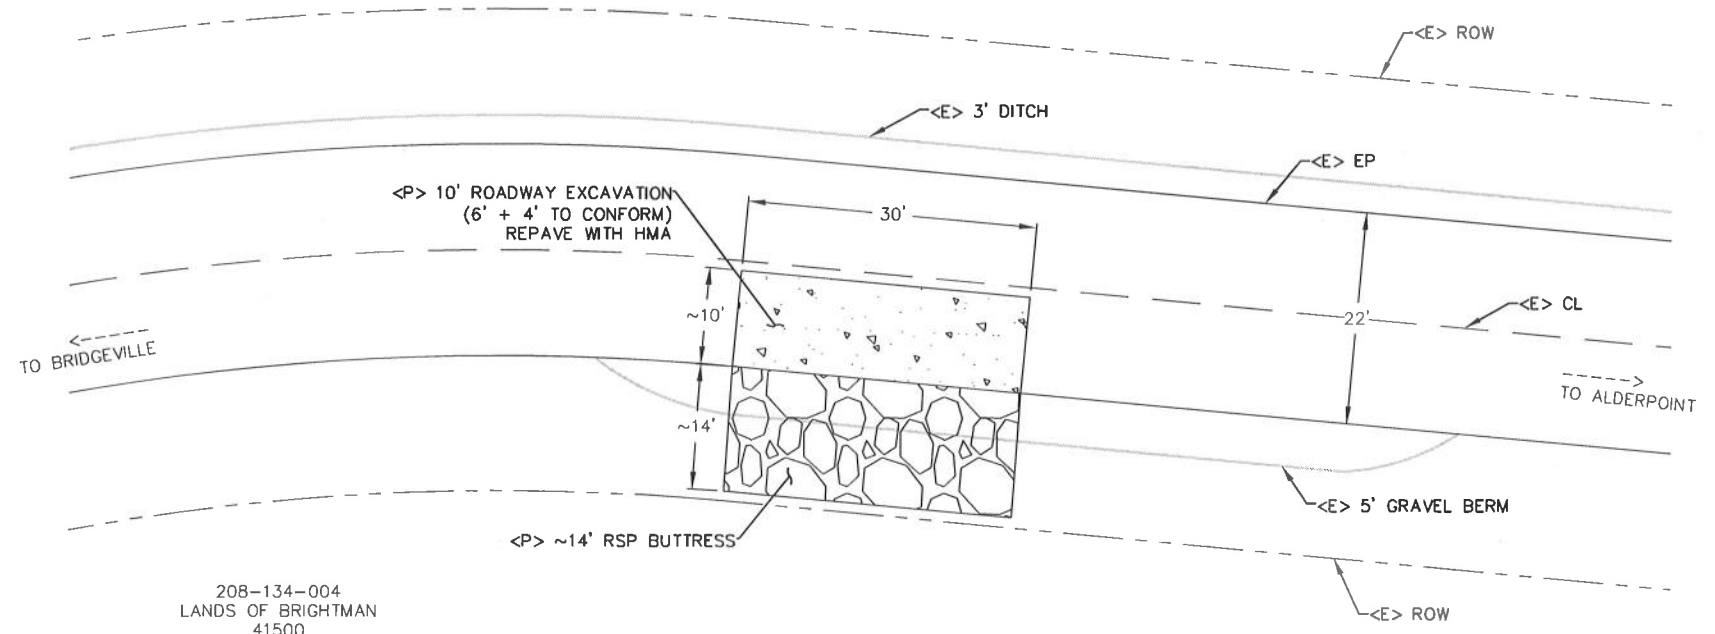 <E> ROW
<E> 3' DITCH
<E> EP
<P> 10' ROADWAY EXCAVATION
(6' + 4' TO CONFORM)
REPAVE WITH HMA
30'
~10'
22'
<E> CL
TO BRIDGEVILLE
TO ALDERPOINT
~14'
<E> 5' GRAVEL BERM
<P> ~14' RSP BUTTRESS
<E> ROW
208-134-004
LANDS OF BRIGHTMAN
41500